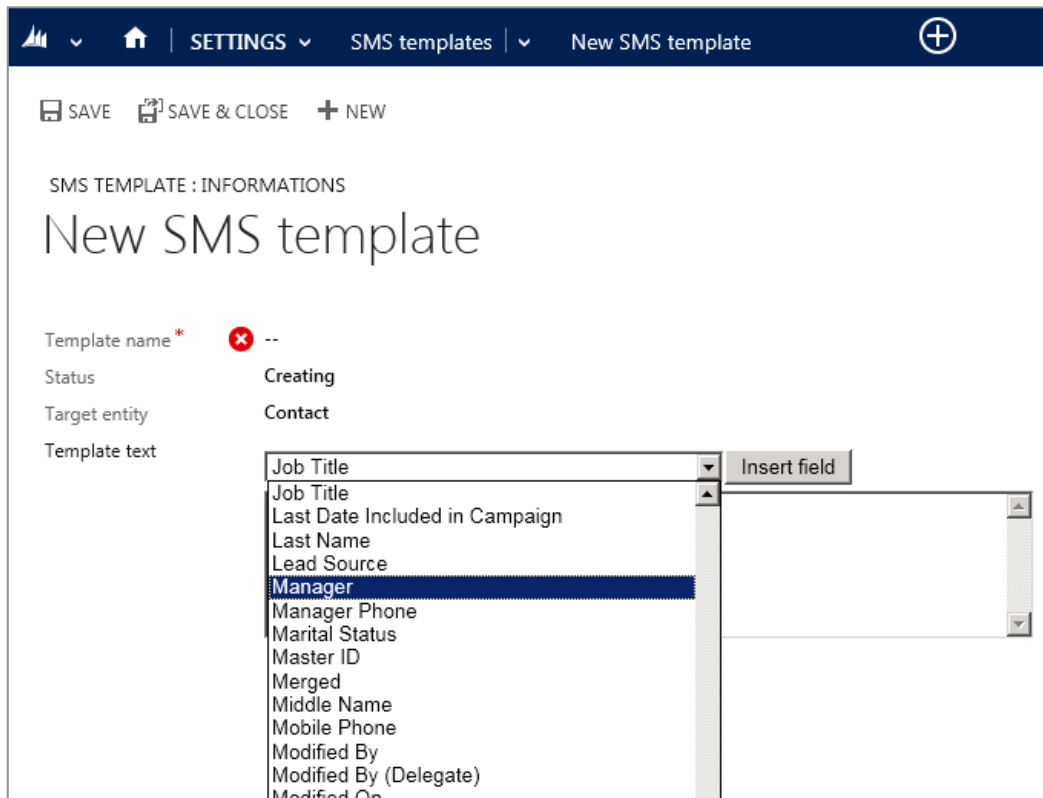 SETTINGS SMS templates New SMS template
SAVE SAVE & CLOSE NEW
SMS TEMPLATE : INFORMATIONS
New SMS template
Template name* --
Status Creating
Target entity Contact
Template text
Job Title Insert field
Job Title
Last Date Included in Campaign
Last Name
Lead Source
Manager
Manager Phone
Marital Status
Master ID
Merged
Middle Name
Mobile Phone
Modified By
Modified By (Delegate)
Modified On